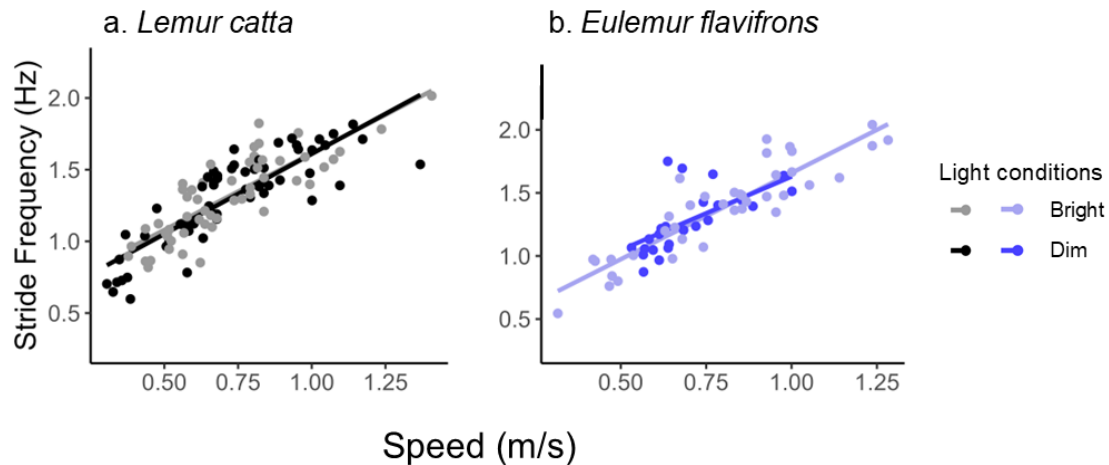 a. Lemur catta
b. Eulemur flavifrons
Stride Frequency (Hz)
2.0
1.5
1.0
0.5
0.50 0.75 1.00 1.25
2.0
1.5
1.0
0.5
0.50 0.75 1.00 1.25
Speed (m/s)
Light conditions
Bright
Dim